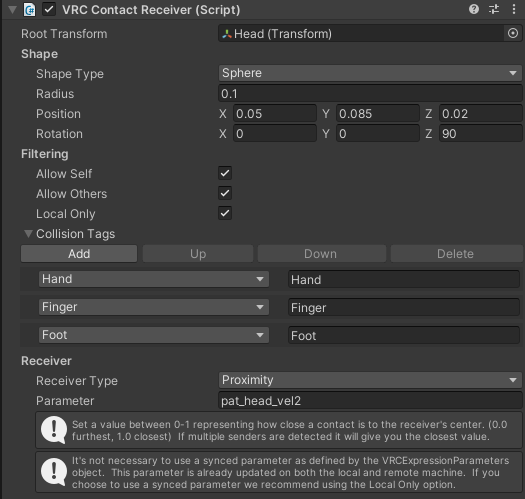 VRC Contact Receiver (Script)
Root Transform Head (Transform)
Shape
Shape Type Sphere
Radius 0.1
Position X 0.05 Y 0.085 Z 0.02
Rotation X 0 Y 0 Z 90
Filtering
Allow Self
Allow Others
Local Only
Collision Tags
Add Up Down Delete
Hand Hand
Finger Finger
Foot Foot
Receiver
Receiver Type Proximity
Parameter pat_head_vel2
Set a value between 0-1 representing how close a contact is to the receiver's center. (0.0
furthest, 1.0 closest) If multiple senders are detected it will give you the closest value.
It's not necessary to use a synced parameter as defined by the VRCExpressionParameters
object. This parameter is already updated on both the local and remote machine. If you
choose to use a synced parameter we recommend using the Local Only option.